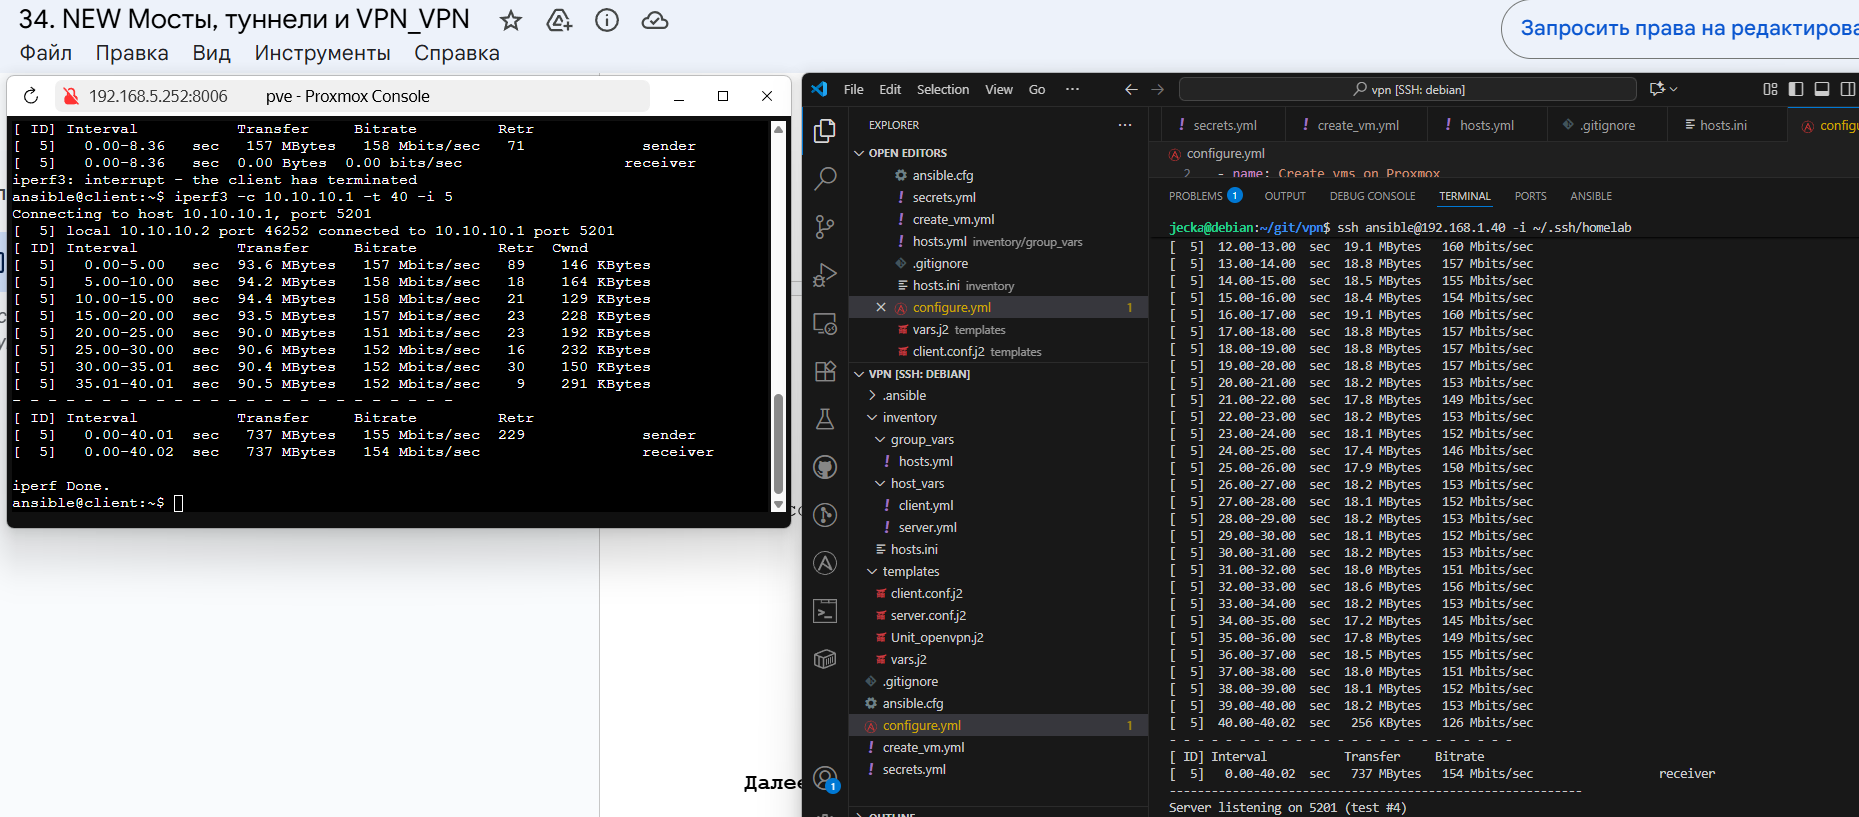 34. NEW Мосты, туннели и VPN_VPN
Запросить права на редактирова
Файл Правка Вид Инструменты Справка
192.168.5.252:8006 pve - Proxmox Console
[ ID] Interval Transfer Bitrate Retr
[ 5] 0.00-8.36 sec 157 MBytes 158 Mbits/sec 71 sender
[ 5] 0.00-8.36 sec 0.00 Bytes 0.00 bits/sec receiver
iperf3: interrupt - the client has terminated
ansible@client:~$ iperf3 -c 10.10.10.1 -t 40 -i 5
Connecting to host 10.10.10.1, port 5201
[ 5] local 10.10.10.2 port 46252 connected to 10.10.10.1 port 5201
[ ID] Interval Transfer Bitrate Retr Cwnd
[ 5] 0.00-5.00 sec 93.6 MBytes 157 Mbits/sec 89 146 KBytes
[ 5] 5.00-10.00 sec 94.2 MBytes 158 Mbits/sec 18 164 KBytes
[ 5] 10.00-15.00 sec 94.4 MBytes 158 Mbits/sec 21 129 KBytes
[ 5] 15.00-20.00 sec 93.5 MBytes 157 Mbits/sec 23 228 KBytes
[ 5] 20.00-25.00 sec 90.0 MBytes 151 Mbits/sec 23 192 KBytes
[ 5] 25.00-30.00 sec 90.6 MBytes 152 Mbits/sec 16 232 KBytes
[ 5] 30.00-35.01 sec 90.4 MBytes 152 Mbits/sec 30 150 KBytes
[ 5] 35.01-40.01 sec 90.5 MBytes 152 Mbits/sec 9 291 KBytes
- - - - - - - - - - - - - - - - - - - - - - - - -
[ ID] Interval Transfer Bitrate Retr
[ 5] 0.00-40.01 sec 737 MBytes 155 Mbits/sec 229 sender
[ 5] 0.00-40.02 sec 737 MBytes 154 Mbits/sec receiver
iperf Done.
ansible@client:~$
Далее
File Edit Selection View Go ···
vpn [SSH: debian]
EXPLORER ···
OPEN EDITORS
ansible.cfg
! secrets.yml
! create_vm.yml
! hosts.yml inventory/group_vars
.gitignore
hosts.ini inventory
configure.yml 1
vars.j2 templates
client.conf.j2 templates
VPN [SSH: DEBIAN]
.ansible
inventory
group_vars
! hosts.yml
host_vars
! client.yml
! server.yml
hosts.ini
templates
client.conf.j2
server.conf.j2
Unit_openvpn.j2
vars.j2
.gitignore
ansible.cfg
configure.yml 1
! create_vm.yml
! secrets.yml
1
OUTLINE
! secrets.yml ! create_vm.yml ! hosts.yml .gitignore hosts.ini config
configure.yml
2 - name: Create vms on Proxmox
PROBLEMS 1 OUTPUT DEBUG CONSOLE TERMINAL PORTS ANSIBLE
jecka@debian:~/git/vpn$ ssh ansible@192.168.1.40 -i ~/.ssh/homelab
[ 5] 12.00-13.00 sec 19.1 MBytes 160 Mbits/sec
[ 5] 13.00-14.00 sec 18.8 MBytes 157 Mbits/sec
[ 5] 14.00-15.00 sec 18.5 MBytes 155 Mbits/sec
[ 5] 15.00-16.00 sec 18.4 MBytes 154 Mbits/sec
[ 5] 16.00-17.00 sec 19.1 MBytes 160 Mbits/sec
[ 5] 17.00-18.00 sec 18.8 MBytes 157 Mbits/sec
[ 5] 18.00-19.00 sec 18.8 MBytes 157 Mbits/sec
[ 5] 19.00-20.00 sec 18.8 MBytes 157 Mbits/sec
[ 5] 20.00-21.00 sec 18.2 MBytes 153 Mbits/sec
[ 5] 21.00-22.00 sec 17.8 MBytes 149 Mbits/sec
[ 5] 22.00-23.00 sec 18.2 MBytes 153 Mbits/sec
[ 5] 23.00-24.00 sec 18.1 MBytes 152 Mbits/sec
[ 5] 24.00-25.00 sec 17.4 MBytes 146 Mbits/sec
[ 5] 25.00-26.00 sec 17.9 MBytes 150 Mbits/sec
[ 5] 26.00-27.00 sec 18.2 MBytes 153 Mbits/sec
[ 5] 27.00-28.00 sec 18.1 MBytes 152 Mbits/sec
[ 5] 28.00-29.00 sec 18.2 MBytes 153 Mbits/sec
[ 5] 29.00-30.00 sec 18.1 MBytes 152 Mbits/sec
[ 5] 30.00-31.00 sec 18.2 MBytes 153 Mbits/sec
[ 5] 31.00-32.00 sec 18.0 MBytes 151 Mbits/sec
[ 5] 32.00-33.00 sec 18.6 MBytes 156 Mbits/sec
[ 5] 33.00-34.00 sec 18.2 MBytes 153 Mbits/sec
[ 5] 34.00-35.00 sec 17.2 MBytes 145 Mbits/sec
[ 5] 35.00-36.00 sec 17.8 MBytes 149 Mbits/sec
[ 5] 36.00-37.00 sec 18.5 MBytes 155 Mbits/sec
[ 5] 37.00-38.00 sec 18.0 MBytes 151 Mbits/sec
[ 5] 38.00-39.00 sec 18.1 MBytes 152 Mbits/sec
[ 5] 39.00-40.00 sec 18.2 MBytes 153 Mbits/sec
[ 5] 40.00-40.02 sec 256 KBytes 126 Mbits/sec
- - - - - - - - - - - - - - - - - - - - - - - - -
[ ID] Interval Transfer Bitrate
[ 5] 0.00-40.02 sec 737 MBytes 154 Mbits/sec receiver
-----------------------------------------------------------
Server listening on 5201 (test #4)